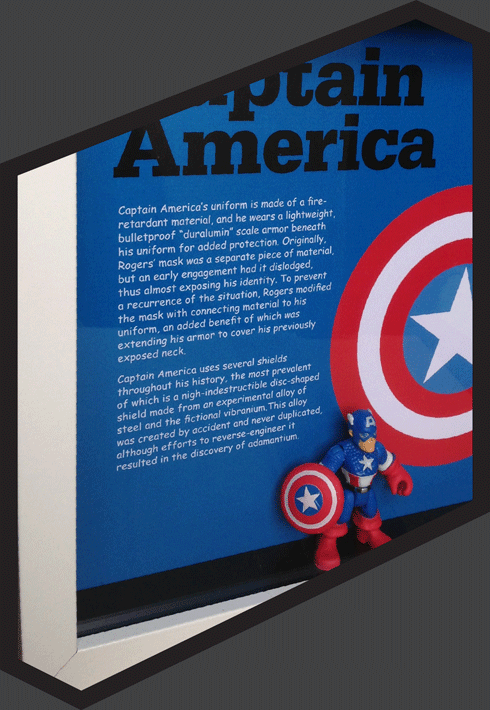 Captain
America
Captain America's uniform is made of a fire-
retardant material, and he wears a lightweight,
bulletproof "duralumin" scale armor beneath
his uniform for added protection. Originally,
Rogers' mask was a separate piece of material,
but an early engagement had it dislodged,
thus almost exposing his identity. To prevent
a recurrence of the situation, Rogers modified
the mask with connecting material to his
uniform, an added benefit of which was
extending his armor to cover his previously
exposed neck.
Captain America uses several shields
throughout his history, the most prevalent
of which is a nigh-indestructible disc-shaped
shield made from an experimental alloy of
steel and the fictional vibranium.This alloy
was created by accident and never duplicated,
although efforts to reverse-engineer it
resulted in the discovery of adamantium.